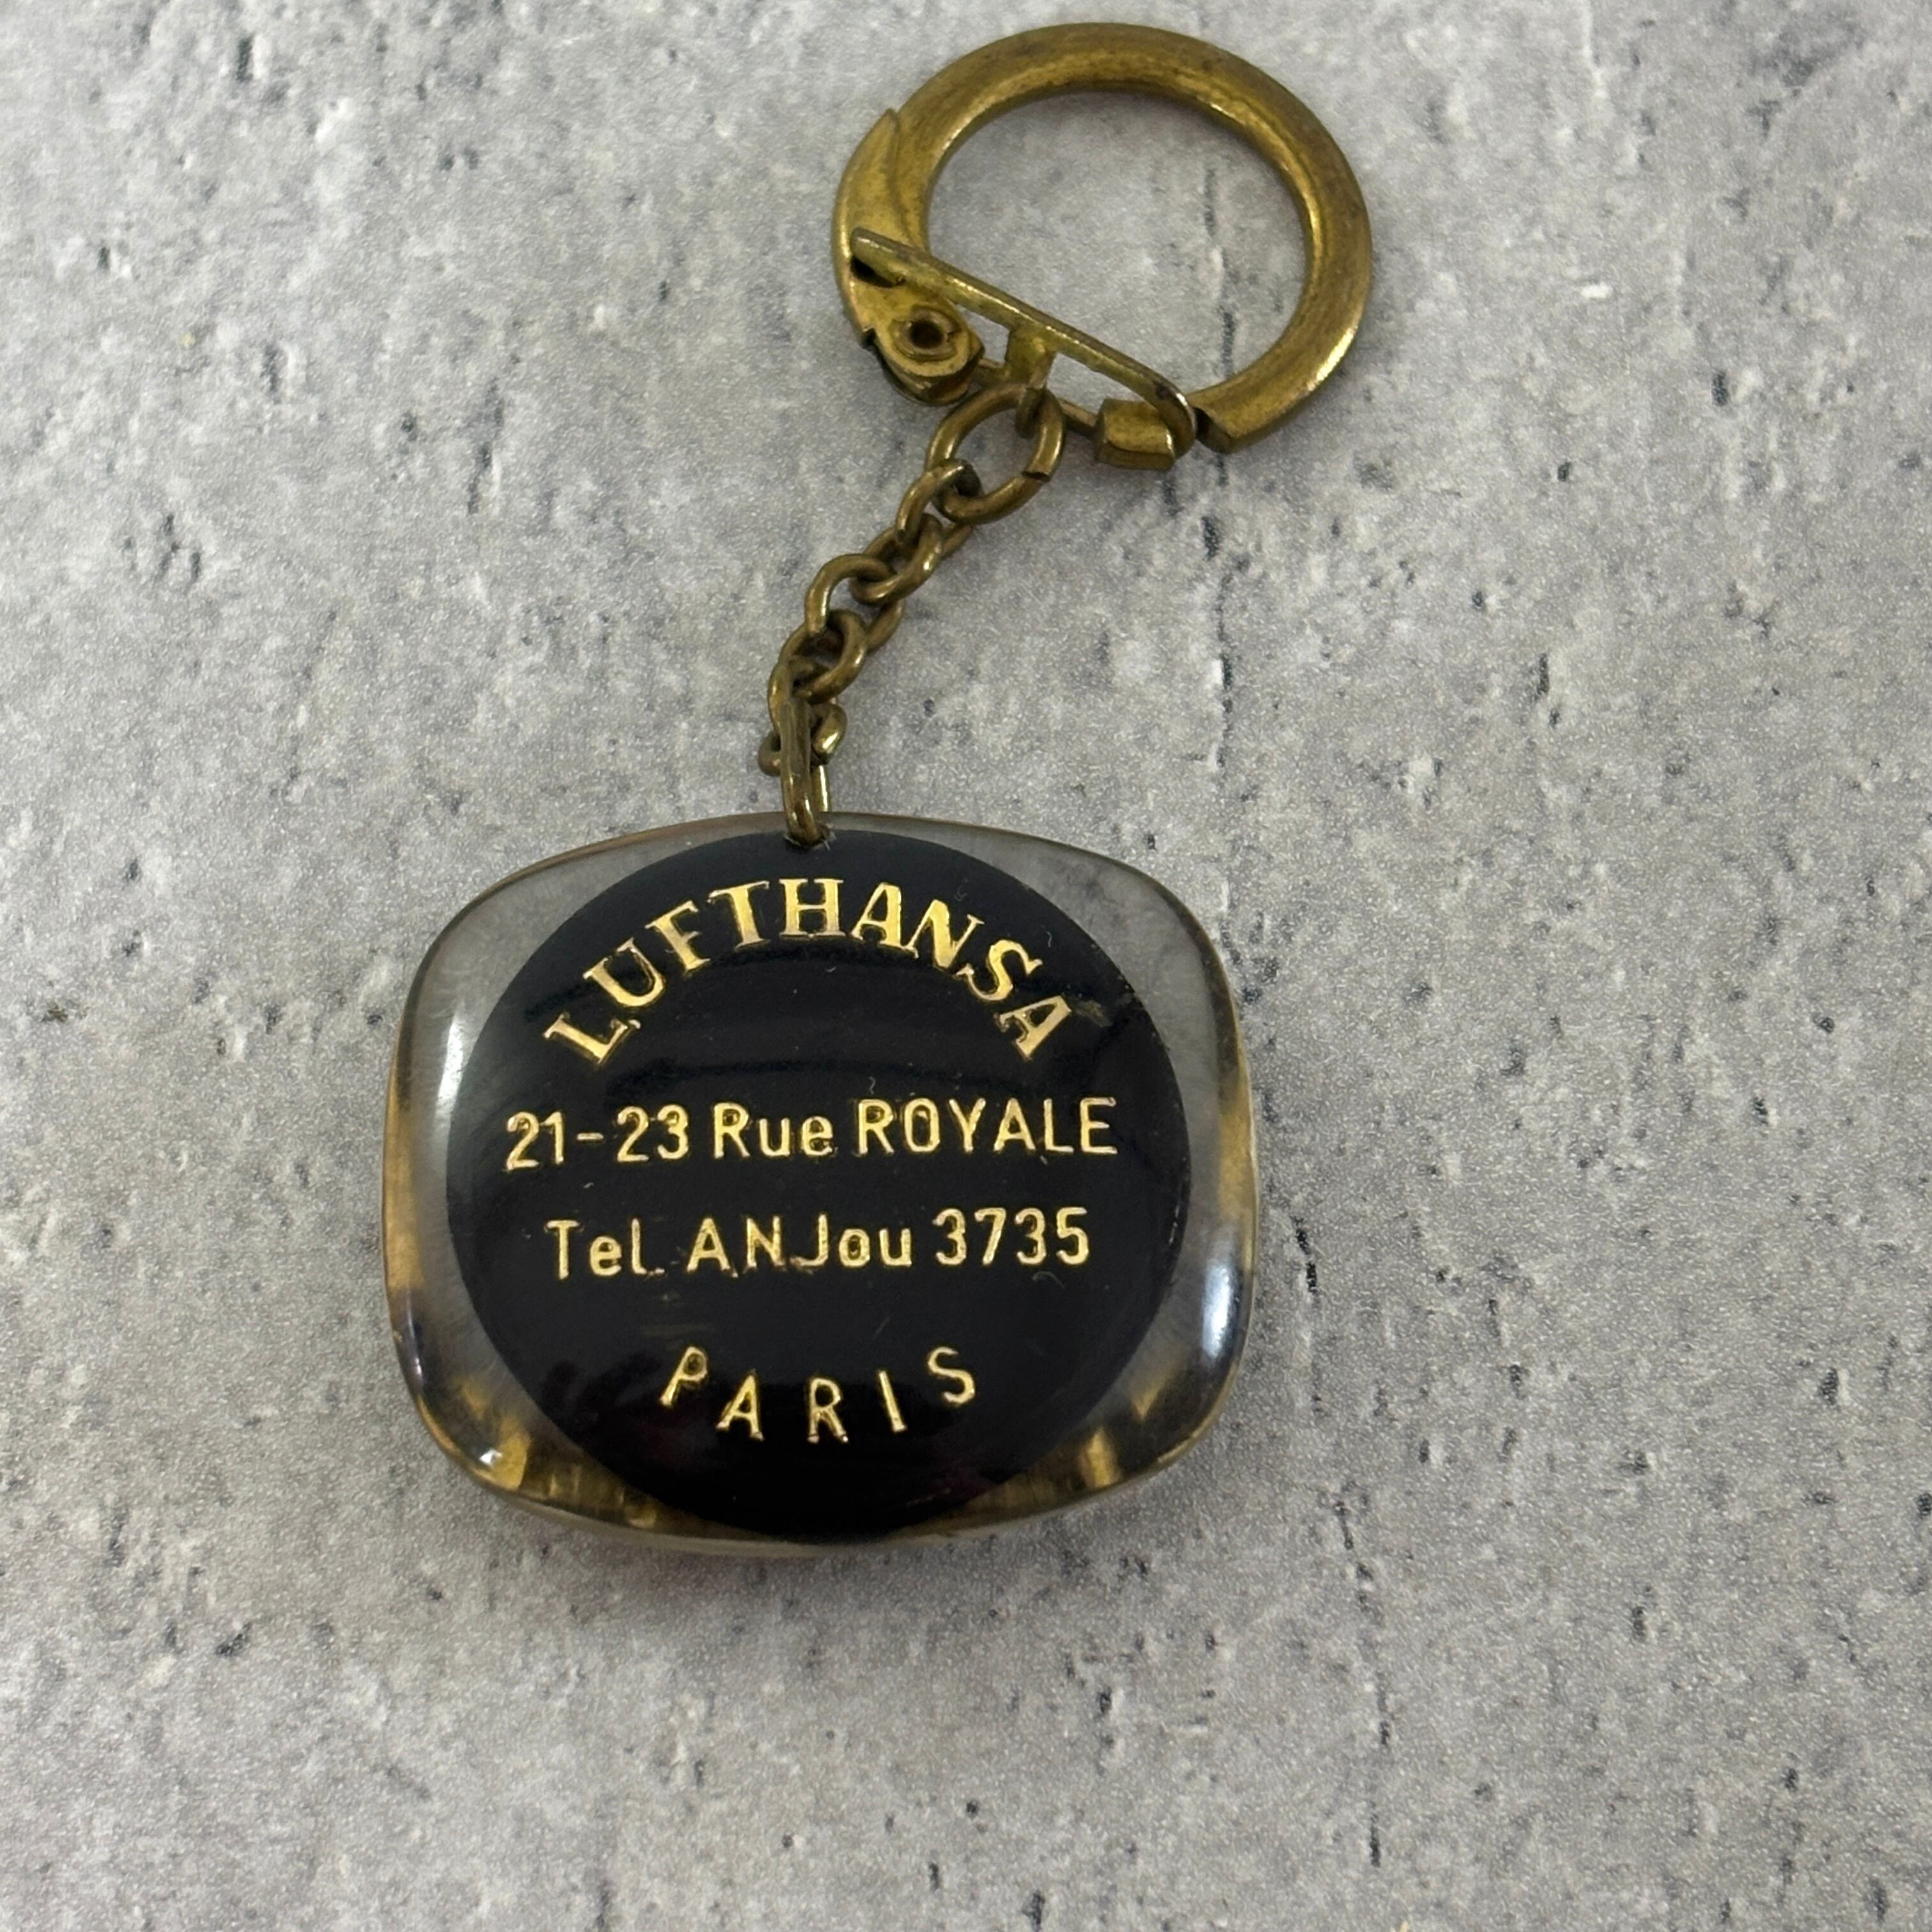 LUFTHANSA
21-23 Rue ROYALE
Tel. ANJou 3735
PARIS